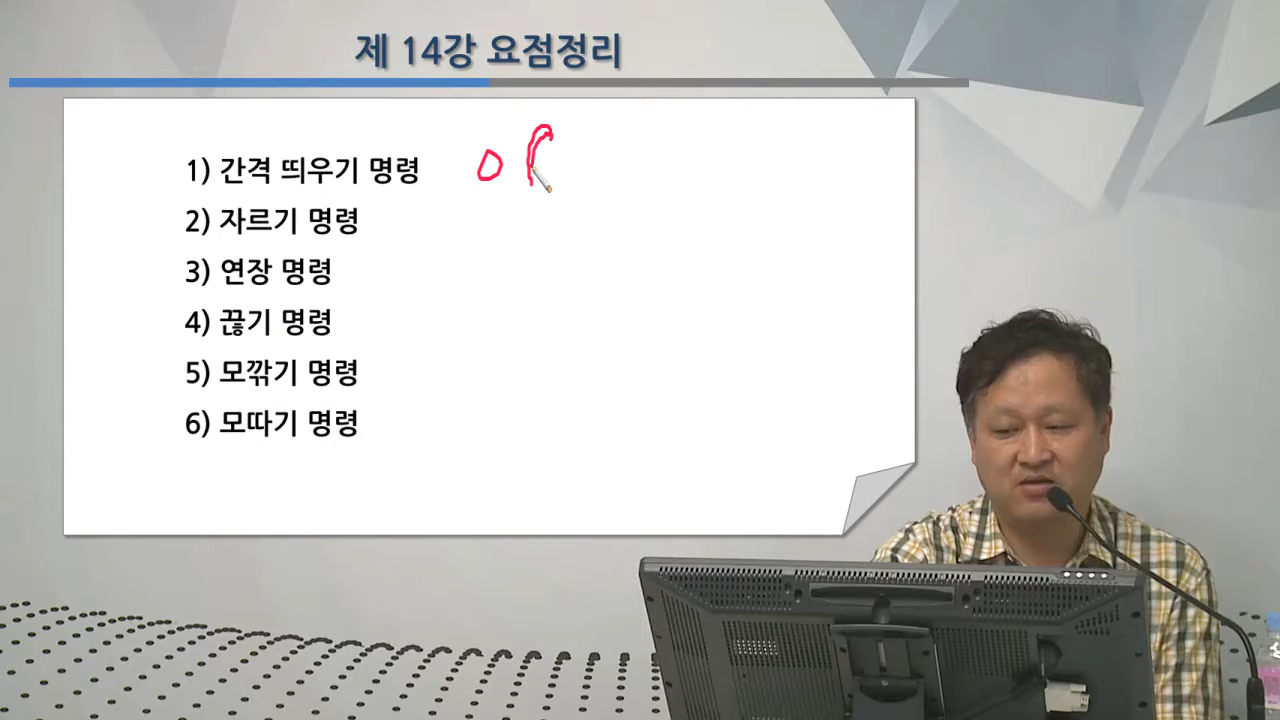 제 14강 요점정리
1) 간격 띄우기 명령 of
2) 자르기 명령
3) 연장 명령
4) 끊기 명령
5) 모깎기 명령
6) 모따기 명령